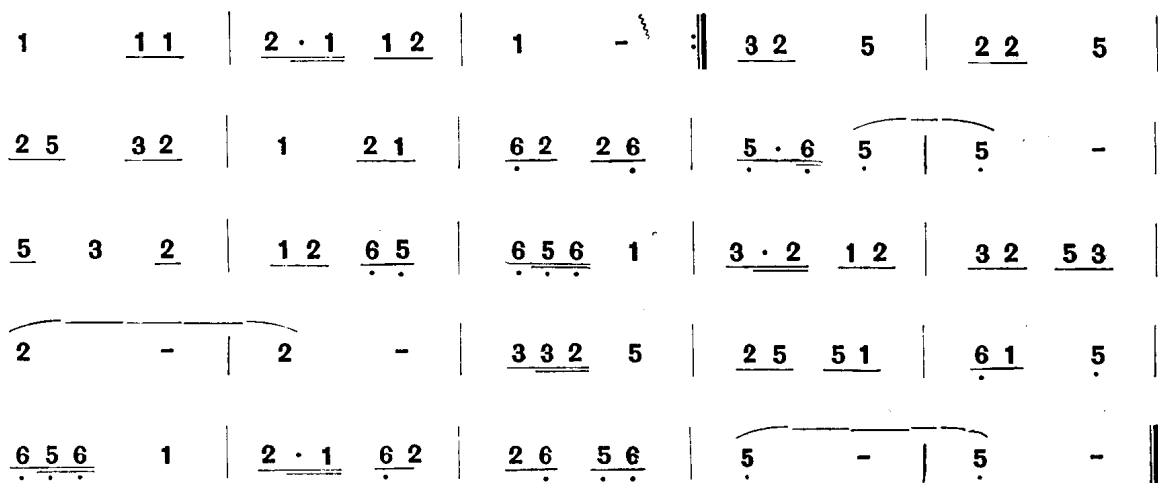 1 1 1 | 2 · 1 1 2 | 1 - :‖ 3 2 5 | 2 2 5 |
2 5 3 2 | 1 2 1 | 6̣ 2 2 6̣ | 5̣ · 6̣ 5̣ | 5̣ - |
5 3 2 | 1 2 6̣ 5̣ | 6̣ 5̣ 6̣ 1 | 3 · 2 1 2 | 3 2 5 3 |
2 - | 2 - | 3 3 2 5 | 2 5 5 1 | 6̣ 1 5̣ |
6̣ 5̣ 6̣ 1 | 2 · 1 6̣ 2 | 2 6̣ 5̣ 6̣ | 5̣ - | 5̣ - ‖